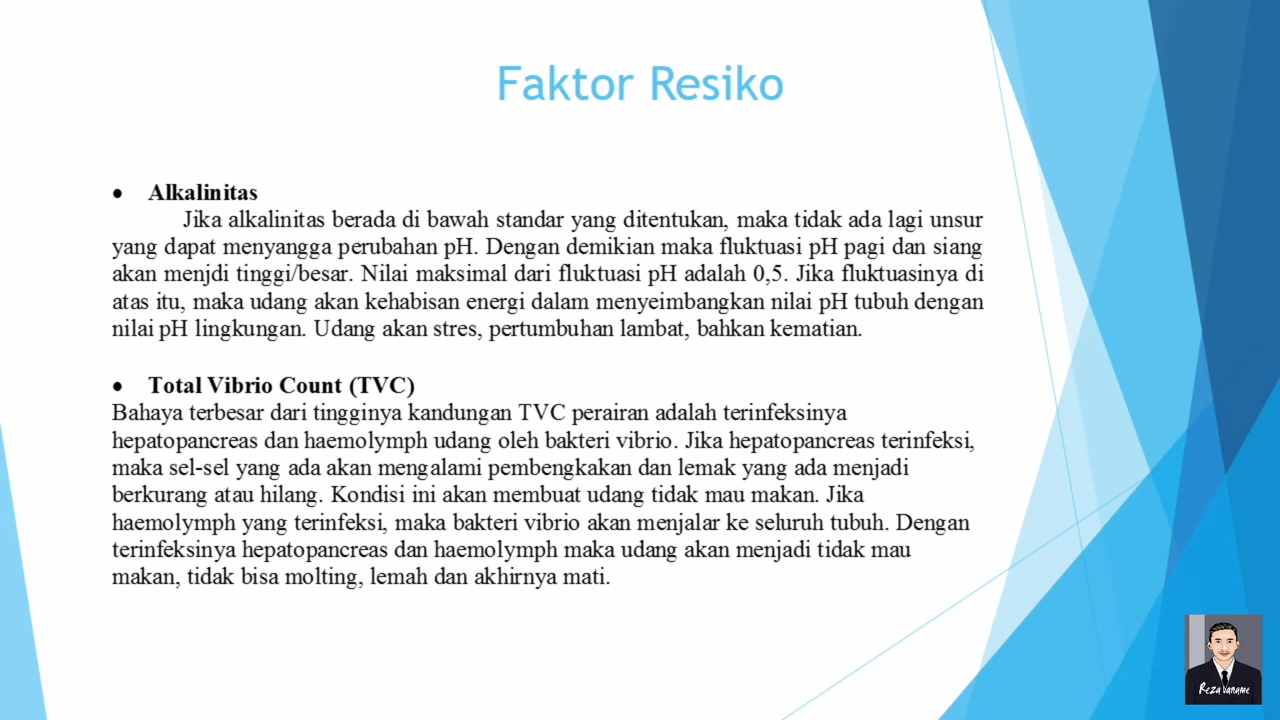 Faktor Resiko
• Alkalinitas
Jika alkalinitas berada di bawah standar yang ditentukan, maka tidak ada lagi unsur
yang dapat menyangga perubahan pH. Dengan demikian maka fluktuasi pH pagi dan siang
akan menjdi tinggi/besar. Nilai maksimal dari fluktuasi pH adalah 0,5. Jika fluktuasinya di
atas itu, maka udang akan kehabisan energi dalam menyeimbangkan nilai pH tubuh dengan
nilai pH lingkungan. Udang akan stres, pertumbuhan lambat, bahkan kematian.
• Total Vibrio Count (TVC)
Bahaya terbesar dari tingginya kandungan TVC perairan adalah terinfeksinya
hepatopancreas dan haemolymph udang oleh bakteri vibrio. Jika hepatopancreas terinfeksi,
maka sel-sel yang ada akan mengalami pembengkakan dan lemak yang ada menjadi
berkurang atau hilang. Kondisi ini akan membuat udang tidak mau makan. Jika
haemolymph yang terinfeksi, maka bakteri vibrio akan menjalar ke seluruh tubuh. Dengan
terinfeksinya hepatopancreas dan haemolymph maka udang akan menjadi tidak mau
makan, tidak bisa molting, lemah dan akhirnya mati.
Reza vaname